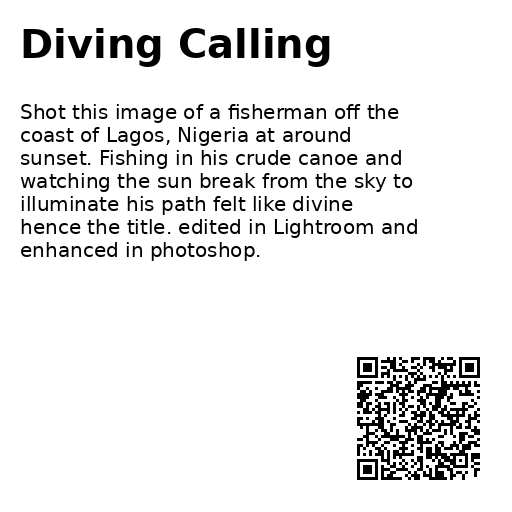 Diving Calling
Shot this image of a fisherman off the
coast of Lagos, Nigeria at around
sunset. Fishing in his crude canoe and
watching the sun break from the sky to
illuminate his path felt like divine
hence the title. edited in Lightroom and
enhanced in photoshop.